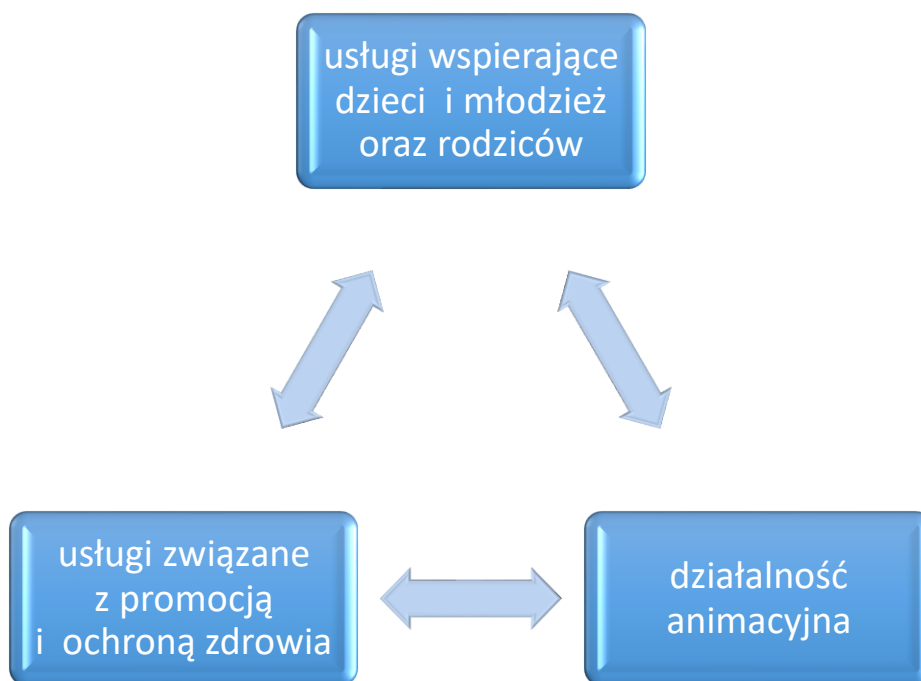 usługi wspierające
dzieci i młodzież
oraz rodziców
usługi związane
z promocją
i ochroną zdrowia
działalność
animacyjna